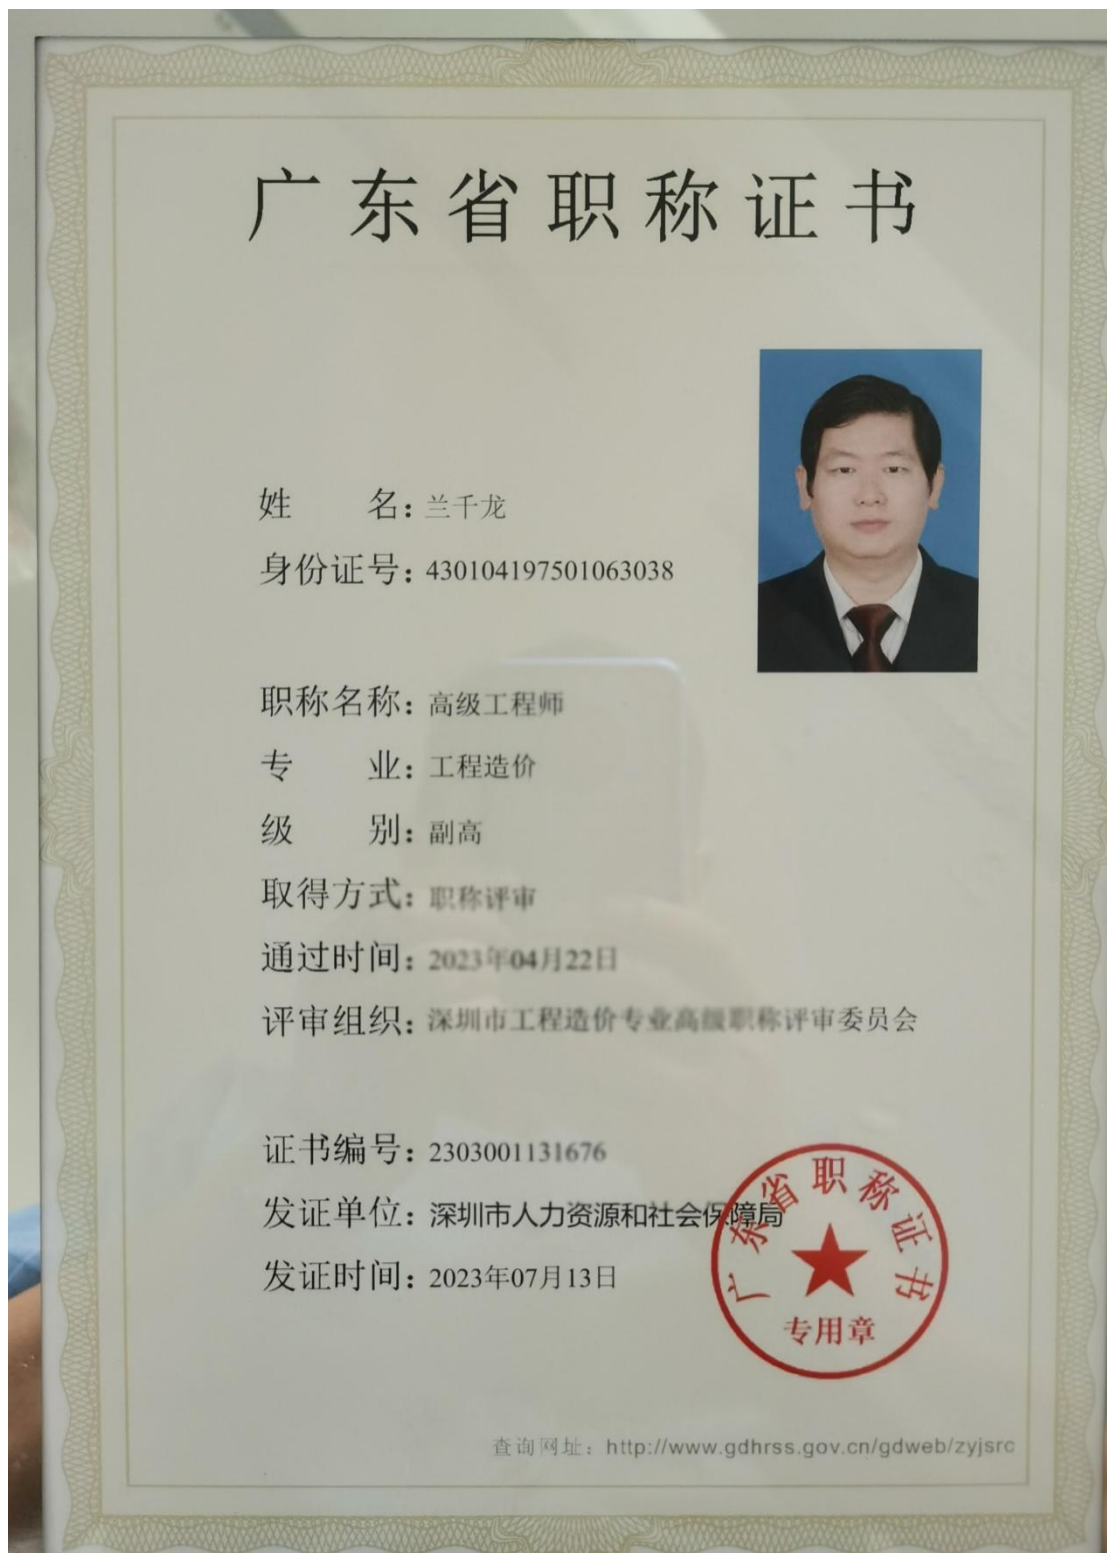 广东省职称证书
姓 名：兰千龙
身份证号：430104197501063038
职称名称：高级工程师
专 业：工程造价
级 别：副高
取得方式：职称评审
通过时间：2023年04月22日
评审组织：深圳市工程造价专业高级职称评审委员会
证书编号：2303001131676
发证单位：深圳市人力资源和社会保障局
发证时间：2023年07月13日
广东省职称证书
专用章
查询网址：http://www.gdhrss.gov.cn/gdweb/zyjsrc